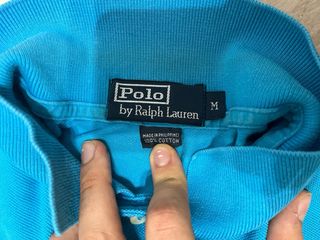 Polo
by Ralph Lauren
M
MADE IN PHILIPPINES
100% COTTON